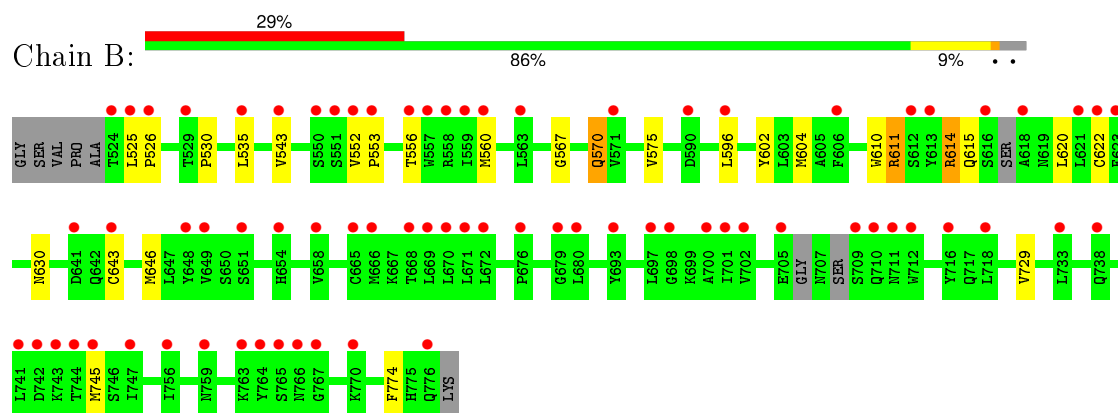 29%
Chain B:
86% 9% • •
GLY SER VAL PRO ALA T524 L525 P526 T529 P530 L535 V543 S550 S551 V552 P553 T556 W557 R558 I559 M560 L563 G567 Q570 V571 V575 D590 L596 Y602 L603 M604 A605 F606 W610 R611 S612 Y613 R614 Q615 S616 SER A618 N619 L620 L621 C622
N630 D641 Q642 C643 M646 L647 Y648 V649 S650 S651 H654 V658 C665 M666 K667 T668 L669 L670 L671 L672 P676 G679 L680 Y693 L697 G698 K699 A700 I701 V702 E705 GLY N707 SER S709 Q710 N711 W712 Y716 Q717 L718 V729 L733 Q738
L741 D742 K743 T744 M745 S746 I747 I756 N759 K763 Y764 S765 N766 G767 K770 F774 H775 Q776 LYS